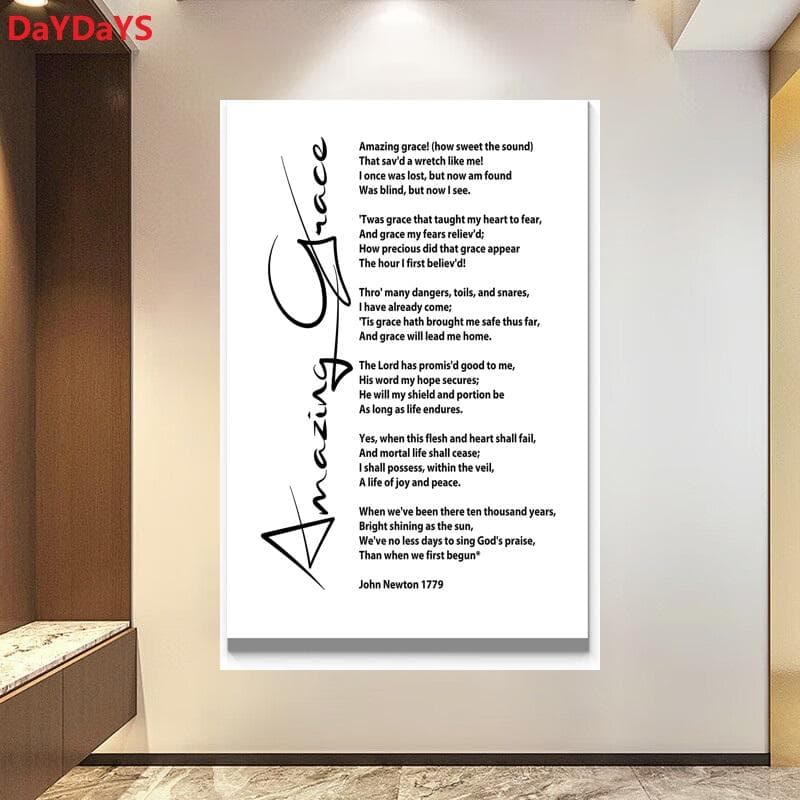 DaYDaYS
Amazing Grace
Amazing grace! (how sweet the sound)
That sav'd a wretch like me!
I once was lost, but now am found
Was blind, but now I see.
'Twas grace that taught my heart to fear,
And grace my fears reliev'd;
How precious did that grace appear
The hour I first believ'd!
Thro' many dangers, toils, and snares,
I have already come;
'Tis grace hath brought me safe thus far,
And grace will lead me home.
The Lord has promis'd good to me,
His word my hope secures;
He will my shield and portion be
As long as life endures.
Yes, when this flesh and heart shall fail,
And mortal life shall cease;
I shall possess, within the veil,
A life of joy and peace.
When we've been there ten thousand years,
Bright shining as the sun,
We've no less days to sing God's praise,
Than when we first begun*
John Newton 1779